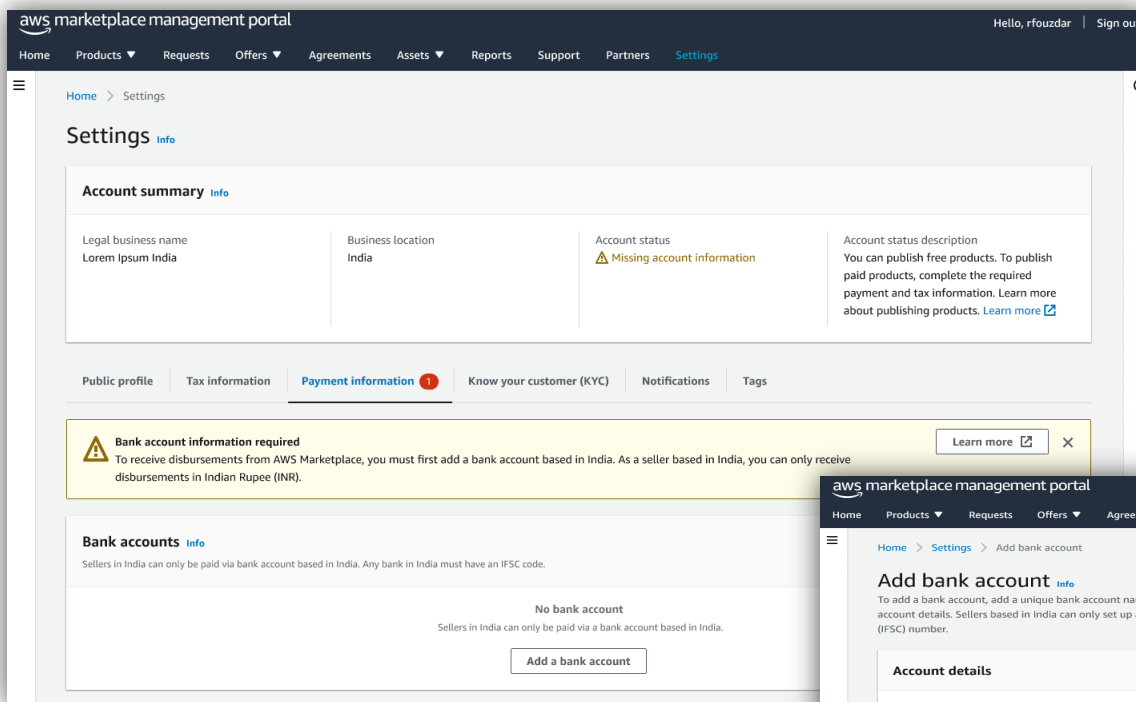 aws marketplace management portal
Hello, rfouzdar | Sign out
Home Products ▼ Requests Offers ▼ Agreements Assets ▼ Reports Support Partners Settings
Home > Settings
Settings Info
Account summary Info
Legal business name
Lorem Ipsum India
Business location
India
Account status
Missing account information
Account status description
You can publish free products. To publish
paid products, complete the required
payment and tax information. Learn more
about publishing products. Learn more
Public profile Tax information Payment information 1 Know your customer (KYC) Notifications Tags
Bank account information required
To receive disbursements from AWS Marketplace, you must first add a bank account based in India. As a seller based in India, you can only receive
disbursements in Indian Rupee (INR).
Learn more
Bank accounts Info
Sellers in India can only be paid via bank account based in India. Any bank in India must have an IFSC code.
No bank account
Sellers in India can only be paid via a bank account based in India.
Add a bank account
aws marketplace management portal
Home Products ▼ Requests Offers ▼ Agree
Home > Settings > Add bank account
Add bank account Info
To add a bank account, add a unique bank account na
account details. Sellers based in India can only set up
(IFSC) number.
Account details